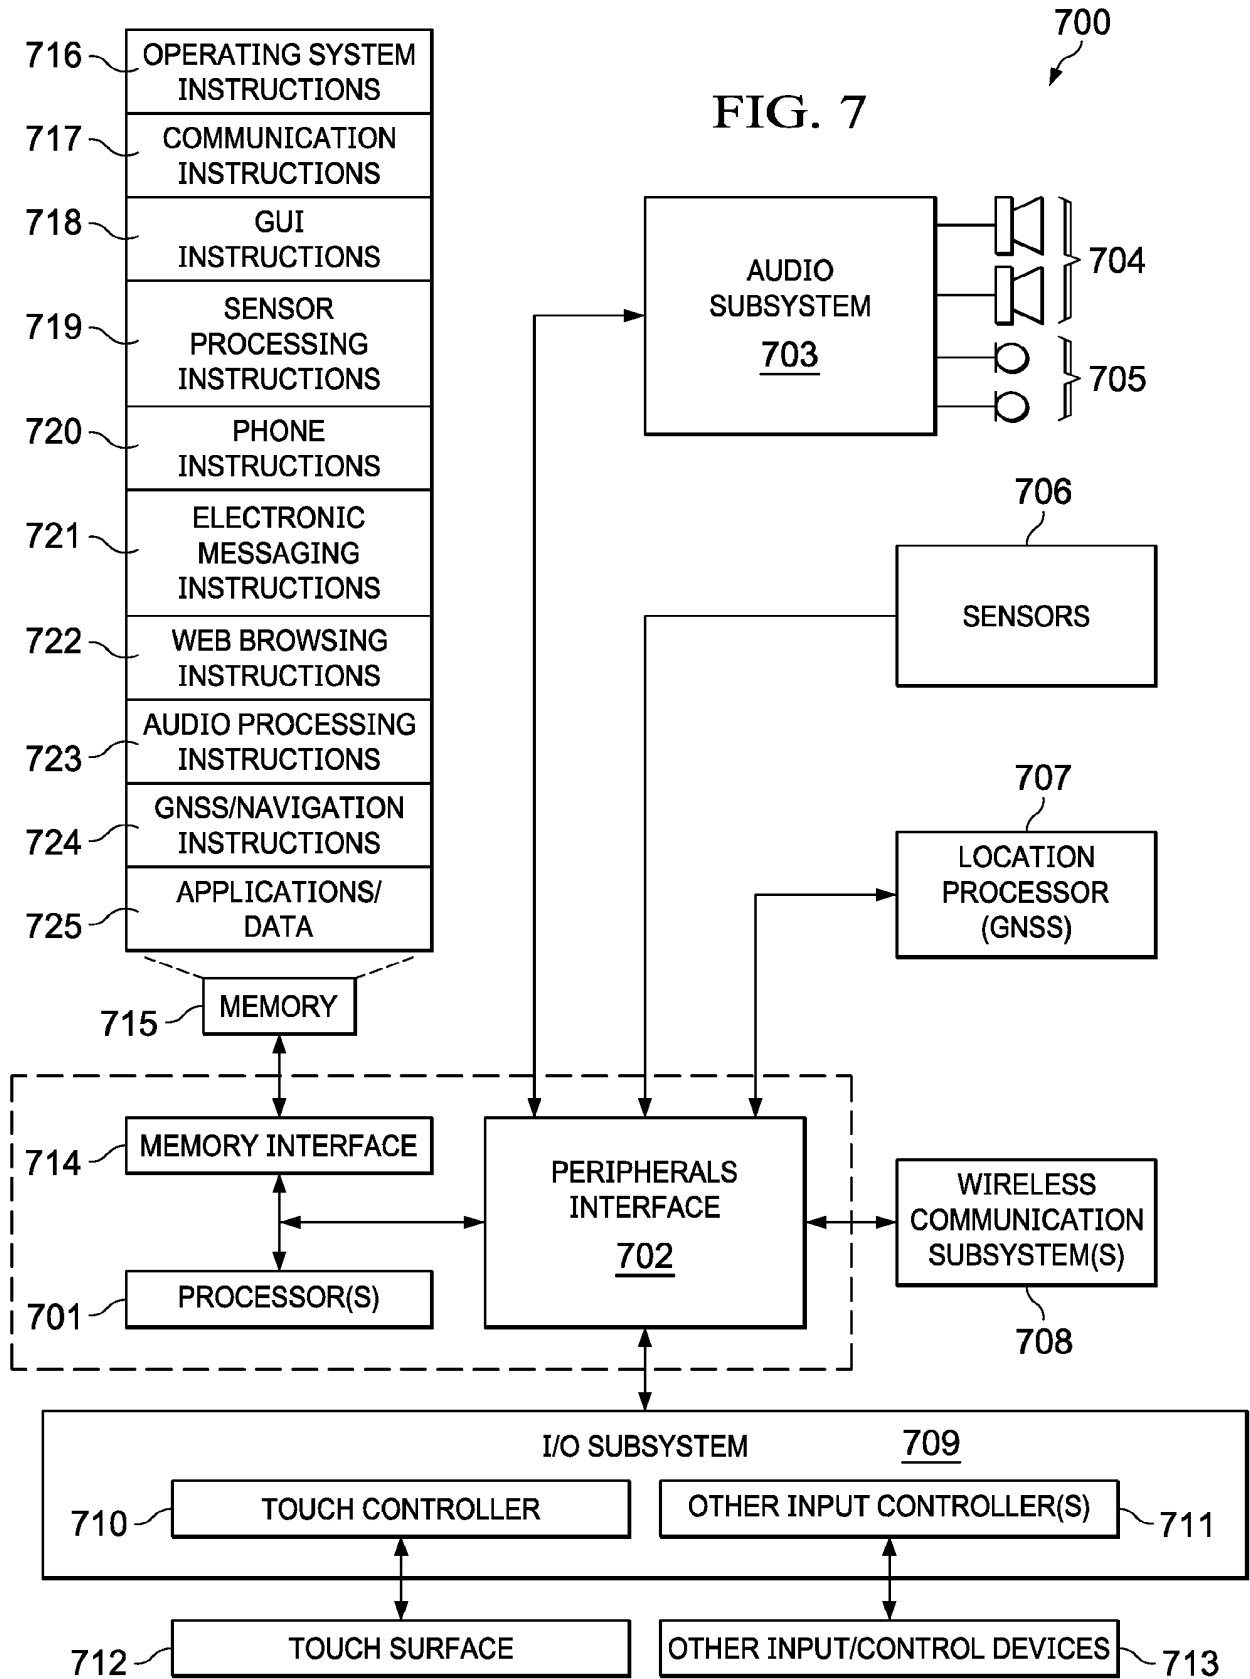 700
FIG. 7
716
OPERATING SYSTEM
INSTRUCTIONS
717
COMMUNICATION
INSTRUCTIONS
718
GUI
INSTRUCTIONS
719
SENSOR
PROCESSING
INSTRUCTIONS
720
PHONE
INSTRUCTIONS
721
ELECTRONIC
MESSAGING
INSTRUCTIONS
722
WEB BROWSING
INSTRUCTIONS
723
AUDIO PROCESSING
INSTRUCTIONS
724
GNSS/NAVIGATION
INSTRUCTIONS
725
APPLICATIONS/
DATA
715
MEMORY
AUDIO
SUBSYSTEM
703
704
705
706
SENSORS
707
LOCATION
PROCESSOR
(GNSS)
714
MEMORY INTERFACE
701
PROCESSOR(S)
PERIPHERALS
INTERFACE
702
WIRELESS
COMMUNICATION
SUBSYSTEM(S)
708
I/O SUBSYSTEM
709
710
TOUCH CONTROLLER
OTHER INPUT CONTROLLER(S)
711
712
TOUCH SURFACE
OTHER INPUT/CONTROL DEVICES
713